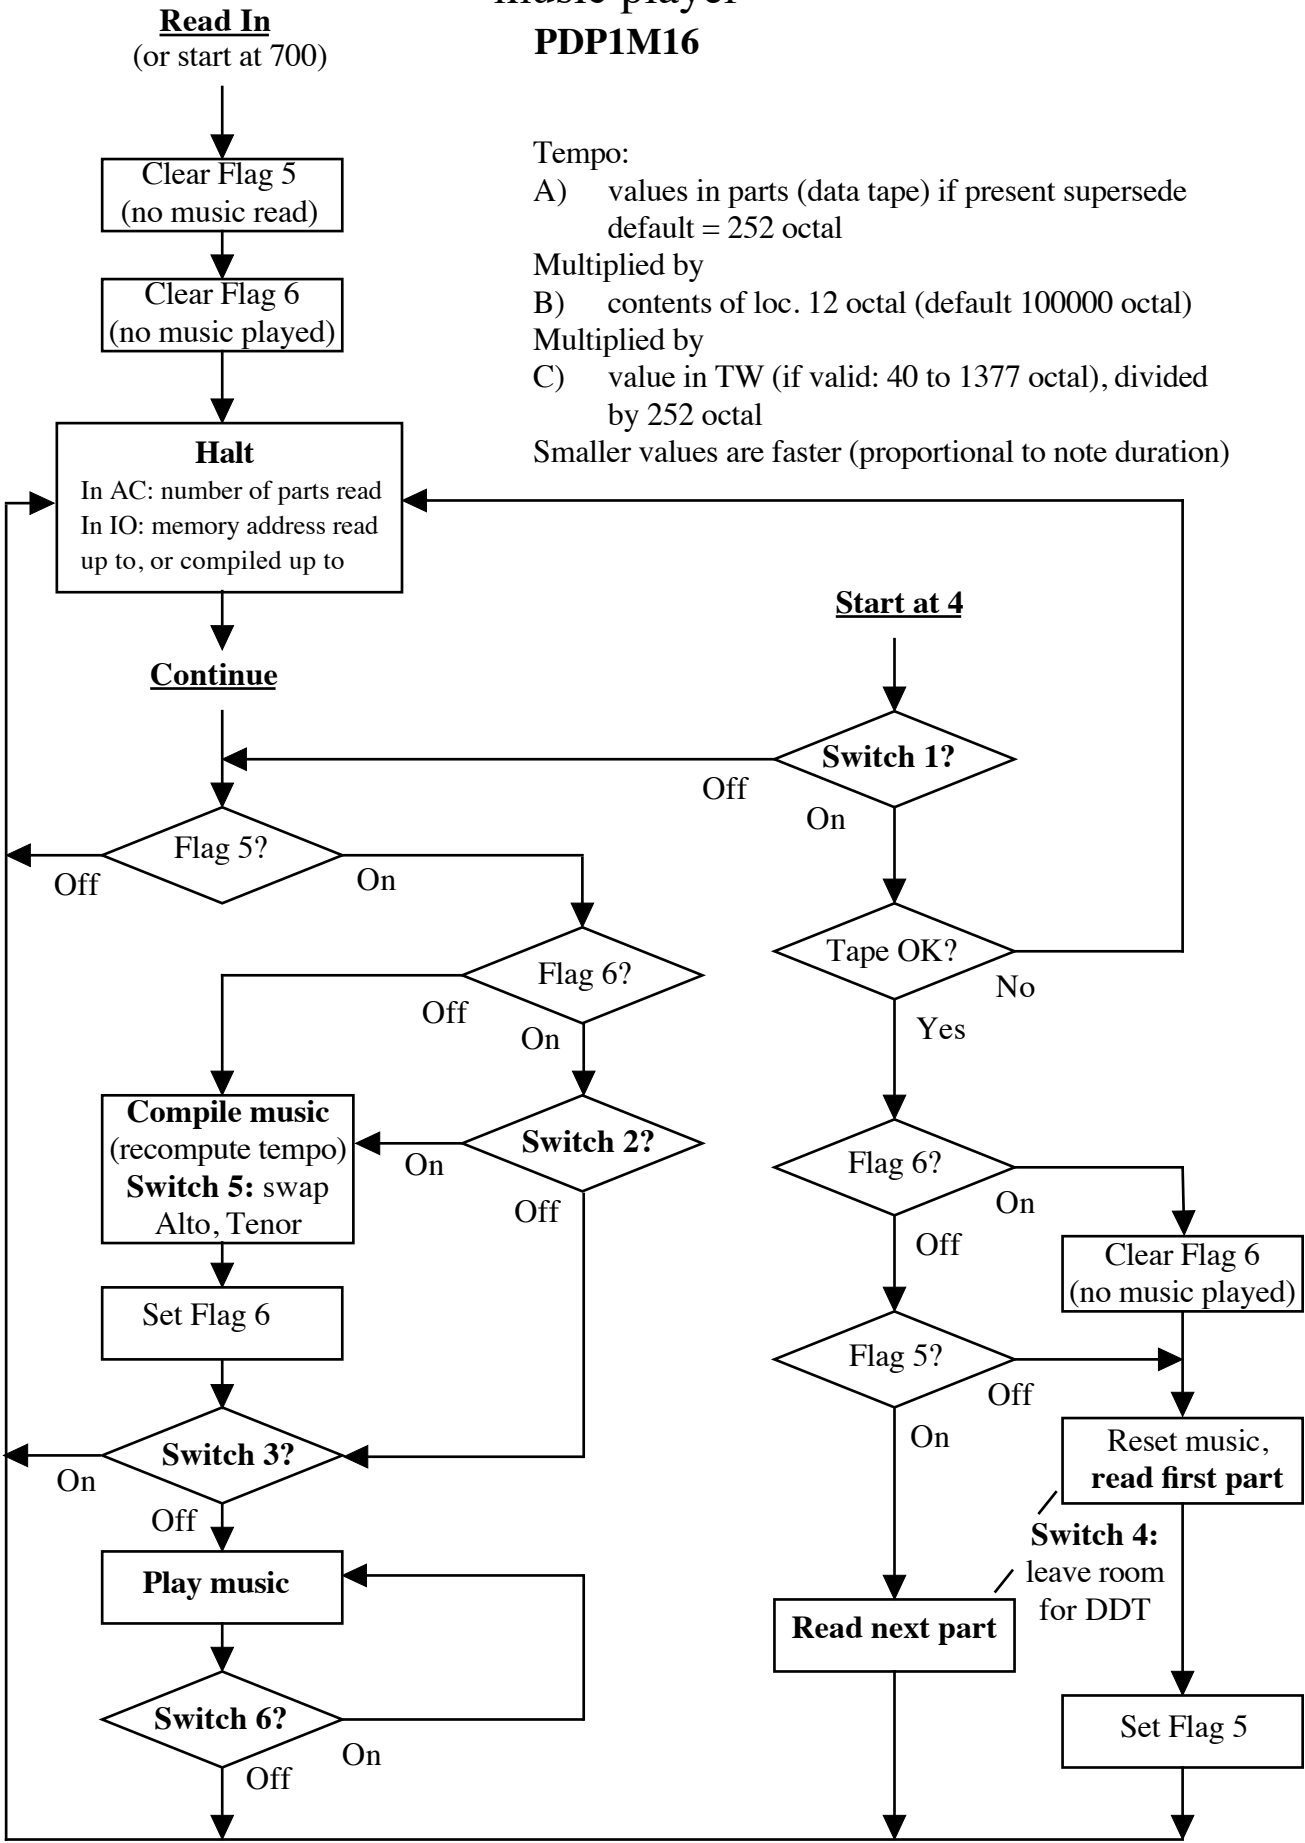 music player
PDP1M16
Read In
(or start at 700)
Clear Flag 5
(no music read)
Clear Flag 6
(no music played)
Tempo:
A) values in parts (data tape) if present supersede
default = 252 octal
Multiplied by
B) contents of loc. 12 octal (default 100000 octal)
Multiplied by
C) value in TW (if valid: 40 to 1377 octal), divided
by 252 octal
Smaller values are faster (proportional to note duration)
Halt
In AC: number of parts read
In IO: memory address read
up to, or compiled up to
Continue
Start at 4
Switch 1?
Off
On
Flag 5?
Off
On
Tape OK?
No
Yes
Flag 6?
Off
On
Compile music
(recompute tempo)
Switch 5: swap
Alto, Tenor
Switch 2?
On
Off
Set Flag 6
Switch 3?
On
Off
Play music
Switch 6?
On
Off
Flag 6?
On
Off
Clear Flag 6
(no music played)
Flag 5?
Off
On
Reset music,
read first part
Switch 4:
leave room
for DDT
Read next part
Set Flag 5